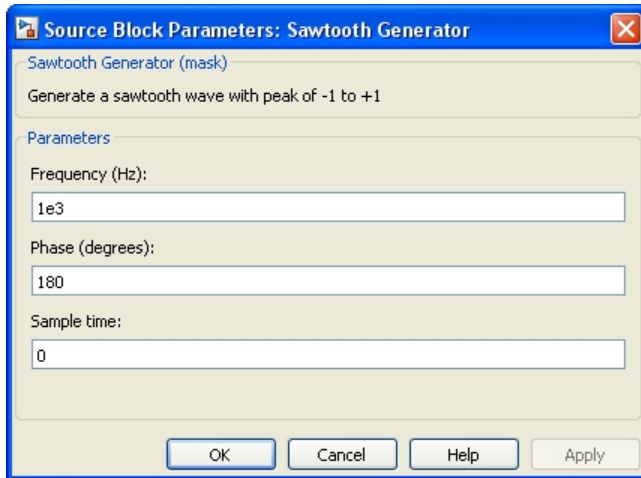 Source Block Parameters: Sawtooth Generator
Sawtooth Generator (mask)
Generate a sawtooth wave with peak of -1 to +1
Parameters
Frequency (Hz):
1e3
Phase (degrees):
180
Sample time:
0
OK Cancel Help Apply